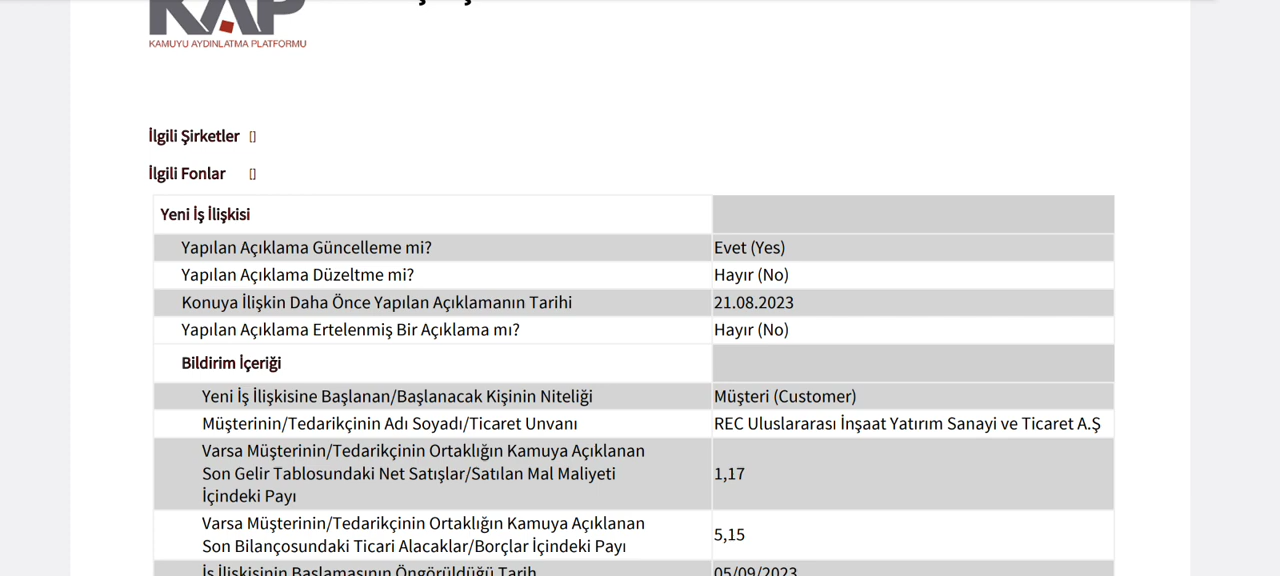 KAP
KAMUYU AYDINLATMA PLATFORMU
İlgili Şirketler []
İlgili Fonlar []
Yeni İş İlişkisi
Yapılan Açıklama Güncelleme mi? Evet (Yes)
Yapılan Açıklama Düzeltme mi? Hayır (No)
Konuya İlişkin Daha Önce Yapılan Açıklamanın Tarihi 21.08.2023
Yapılan Açıklama Ertelenmiş Bir Açıklama mı? Hayır (No)
Bildirim İçeriği
Yeni İş İlişkisine Başlanan/Başlanacak Kişinin Niteliği Müşteri (Customer)
Müşterinin/Tedarikçinin Adı Soyadı/Ticaret Unvanı REC Uluslararası İnşaat Yatırım Sanayi ve Ticaret A.Ş
Varsa Müşterinin/Tedarikçinin Ortaklığın Kamuya Açıklanan
Son Gelir Tablosundaki Net Satışlar/Satılan Mal Maliyeti 1,17
İçindeki Payı
Varsa Müşterinin/Tedarikçinin Ortaklığın Kamuya Açıklanan
Son Bilançosundaki Ticari Alacaklar/Borçlar İçindeki Payı 5,15
İş İlişkisinin Başlamasının Öngörüldüğü Tarih 05/09/2023